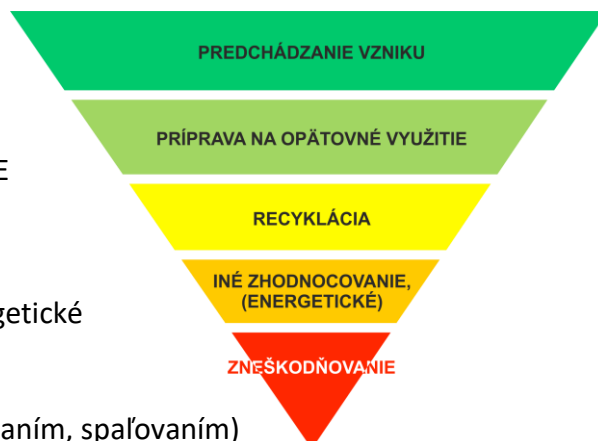 PREDCHÁDZANIE VZNIKU
PRÍPRAVA NA OPÄTOVNÉ VYUŽITIE
E
RECYKLÁCIA
INÉ ZHODNOCOVANIE,
(ENERGETICKÉ)
getické
ZNEŠKODŇOVANIE
aním, spaľovaním)